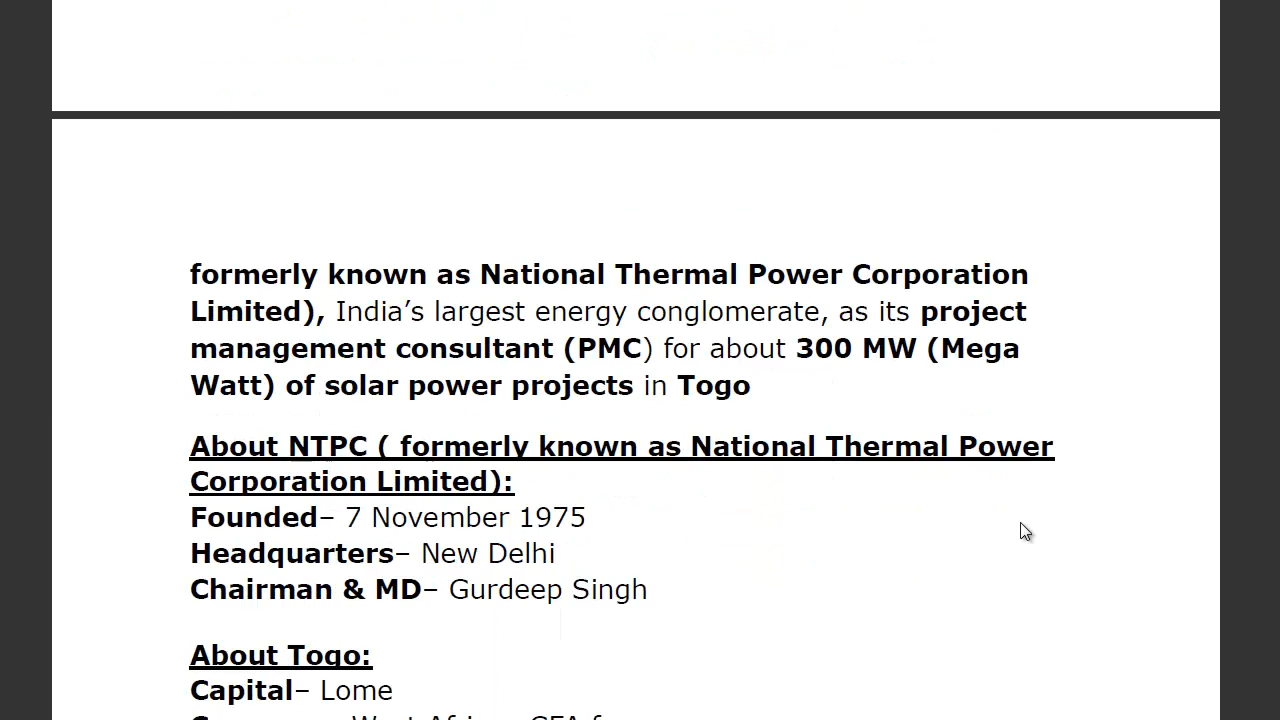 formerly known as National Thermal Power Corporation
Limited), India’s largest energy conglomerate, as its project
management consultant (PMC) for about 300 MW (Mega
Watt) of solar power projects in Togo
About NTPC ( formerly known as National Thermal Power
Corporation Limited):
Founded– 7 November 1975
Headquarters– New Delhi
Chairman & MD– Gurdeep Singh
About Togo:
Capital– Lome